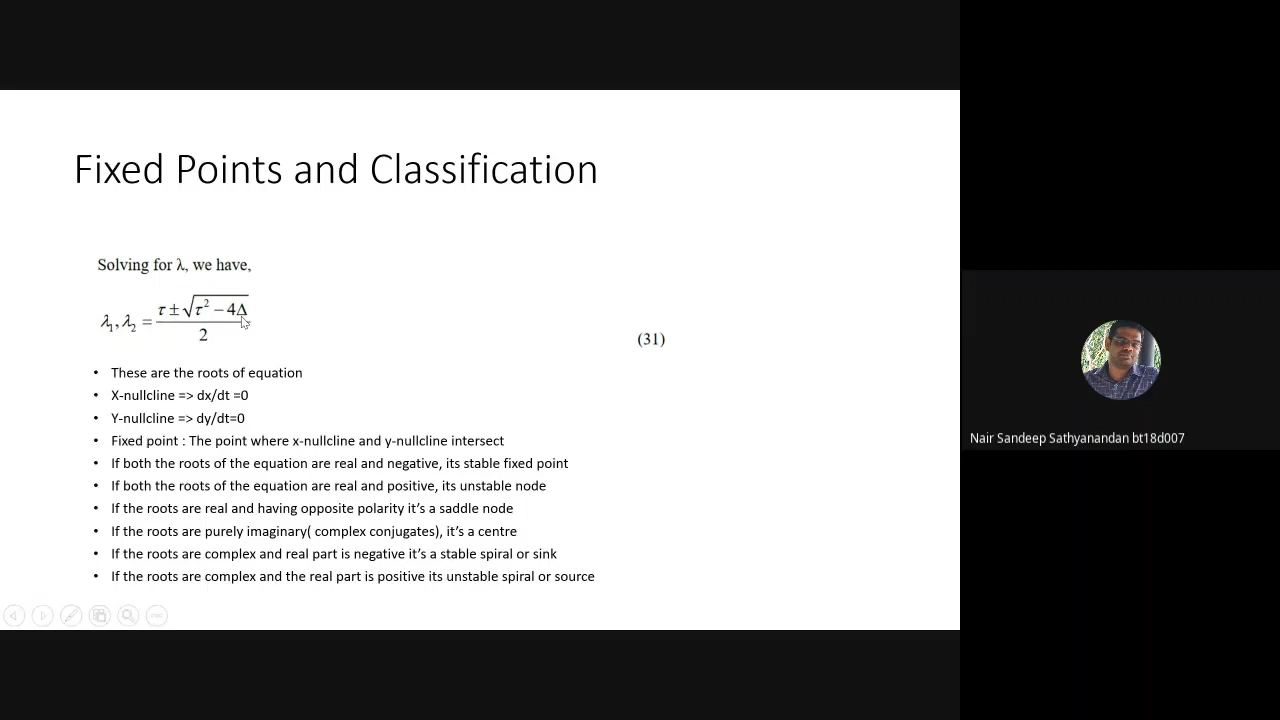 Fixed Points and Classification
Solving for λ, we have,
λ₁, λ₂ = (τ ± √(τ² − 4Δ)) / 2
(31)
• These are the roots of equation
• X-nullcline => dx/dt =0
• Y-nullcline => dy/dt=0
• Fixed point : The point where x-nullcline and y-nullcline intersect
• If both the roots of the equation are real and negative, its stable fixed point
• If both the roots of the equation are real and positive, its unstable node
• If the roots are real and having opposite polarity it’s a saddle node
• If the roots are purely imaginary( complex conjugates), it’s a centre
• If the roots are complex and real part is negative it’s a stable spiral or sink
• If the roots are complex and the real part is positive its unstable spiral or source
Nair Sandeep Sathyanandan bt18d007